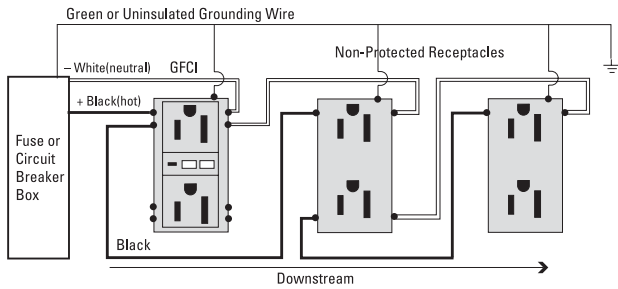 Green or Uninsulated Grounding Wire
– White(neutral)
GFCI
Non-Protected Receptacles
+ Black(hot)
Fuse or
Circuit
Breaker
Box
Black
Downstream